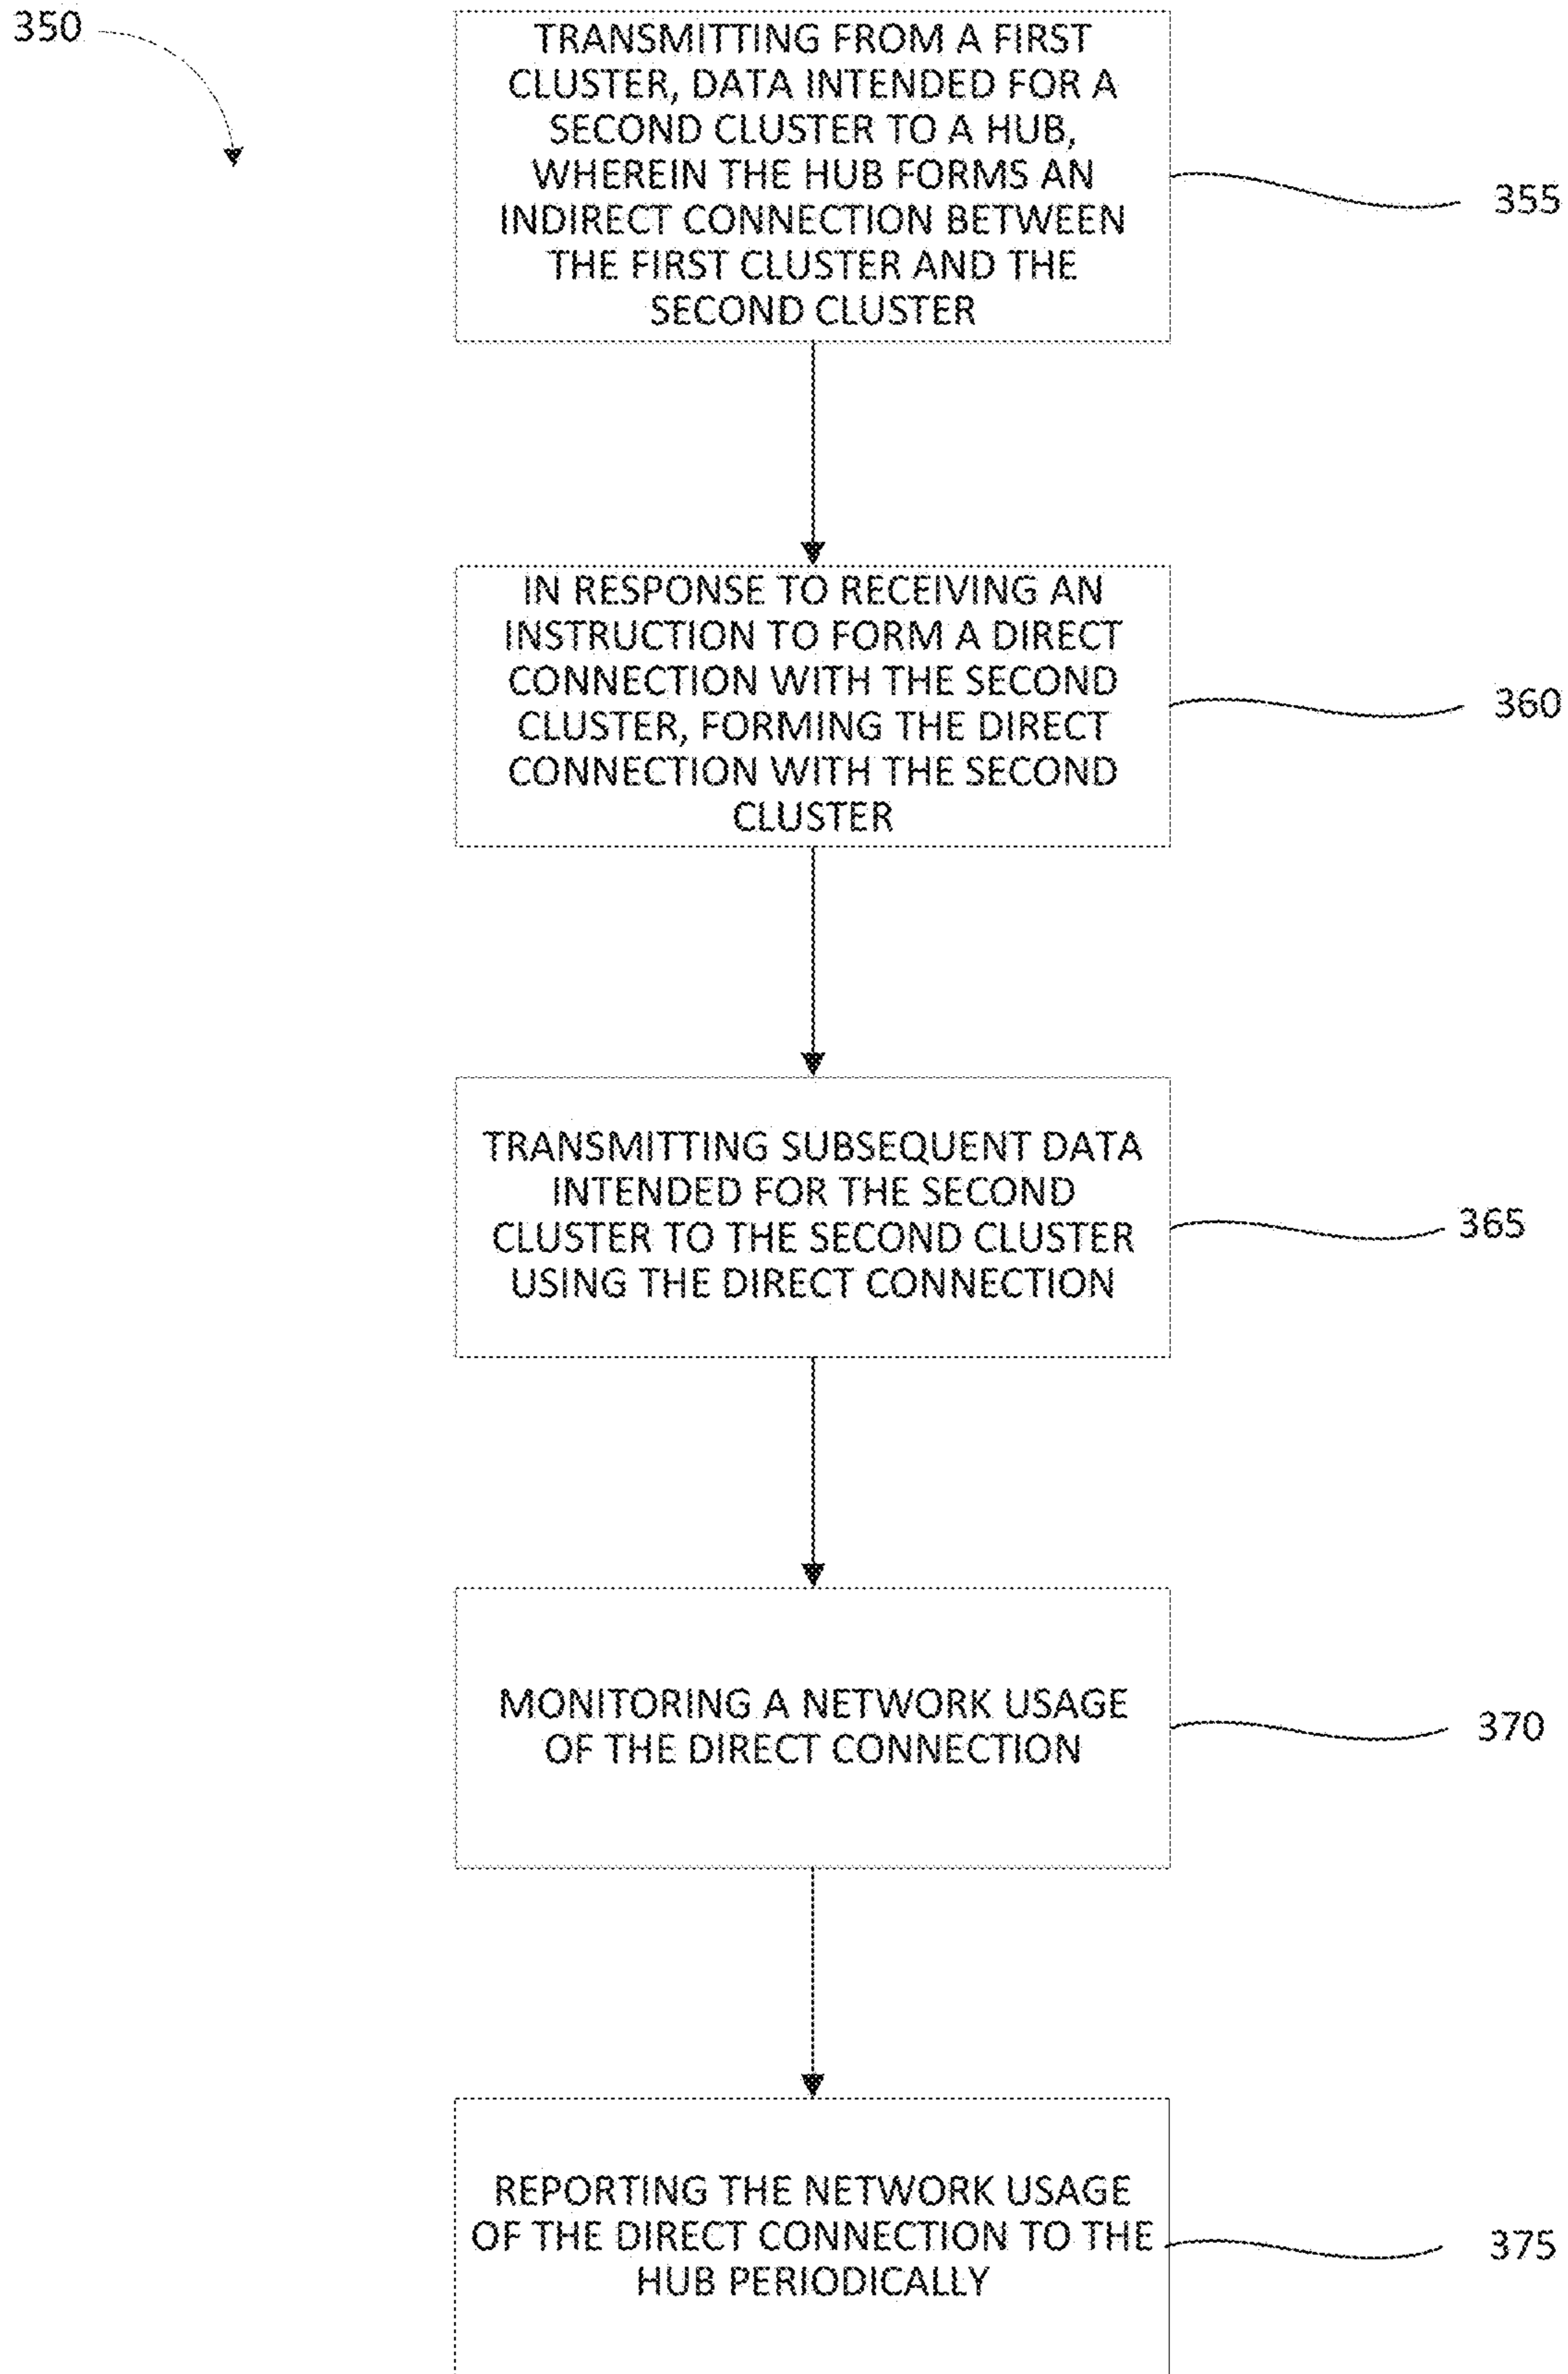 350
TRANSMITTING FROM A FIRST
CLUSTER, DATA INTENDED FOR A
SECOND CLUSTER TO A HUB,
WHEREIN THE HUB FORMS AN
INDIRECT CONNECTION BETWEEN
THE FIRST CLUSTER AND THE
SECOND CLUSTER
355
IN RESPONSE TO RECEIVING AN
INSTRUCTION TO FORM A DIRECT
CONNECTION WITH THE SECOND
CLUSTER, FORMING THE DIRECT
CONNECTION WITH THE SECOND
CLUSTER
360
TRANSMITTING SUBSEQUENT DATA
INTENDED FOR THE SECOND
CLUSTER TO THE SECOND CLUSTER
USING THE DIRECT CONNECTION
365
MONITORING A NETWORK USAGE
OF THE DIRECT CONNECTION
370
REPORTING THE NETWORK USAGE
OF THE DIRECT CONNECTION TO THE
HUB PERIODICALLY
375